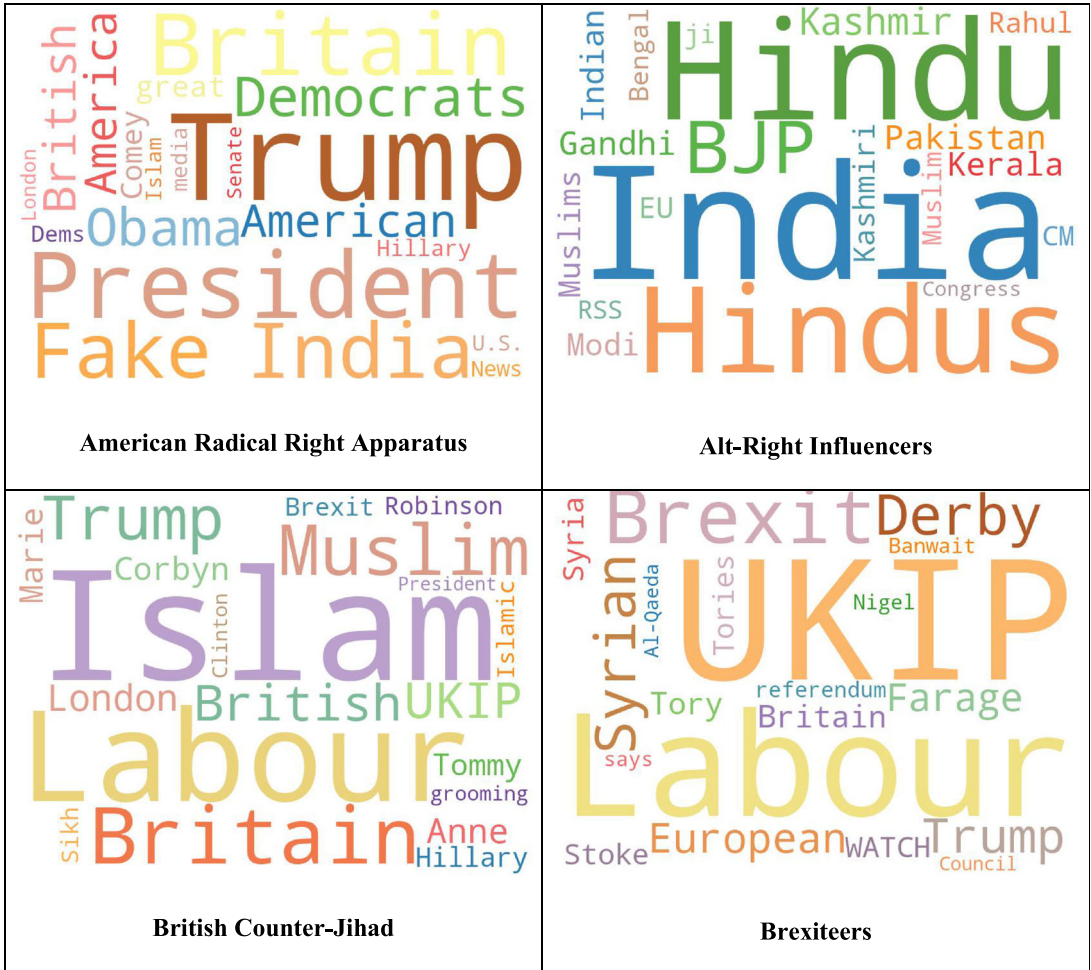 Britain
British
America
great
Democrats
Trump
Comey
Islam
media
Senate
London
Dems
Obama
American
Hillary
President
Fake
India
U.S.
News
American Radical Right Apparatus
Indian
Bengal
ji
Hindu
Kashmir
Rahul
Gandhi
BJP
Pakistan
Kashmiri
Muslim
Kerala
Muslims
EU
India
CM
Congress
RSS
Modi
Hindus
Alt-Right Influencers
Marie
Trump
Brexit
Robinson
Muslim
Corbyn
President
Islam
Clinton
Islamic
London
British
UKIP
Labour
Tommy
grooming
Sikh
Britain
Anne
Hillary
British Counter-Jihad
Syria
Brexit
Derby
Banwait
Syrian
Al-Qaeda
Tories
UKIP
Nigel
referendum
Farage
Tory
Britain
Labour
says
Stoke
European
WATCH
Trump
Council
Brexiteers